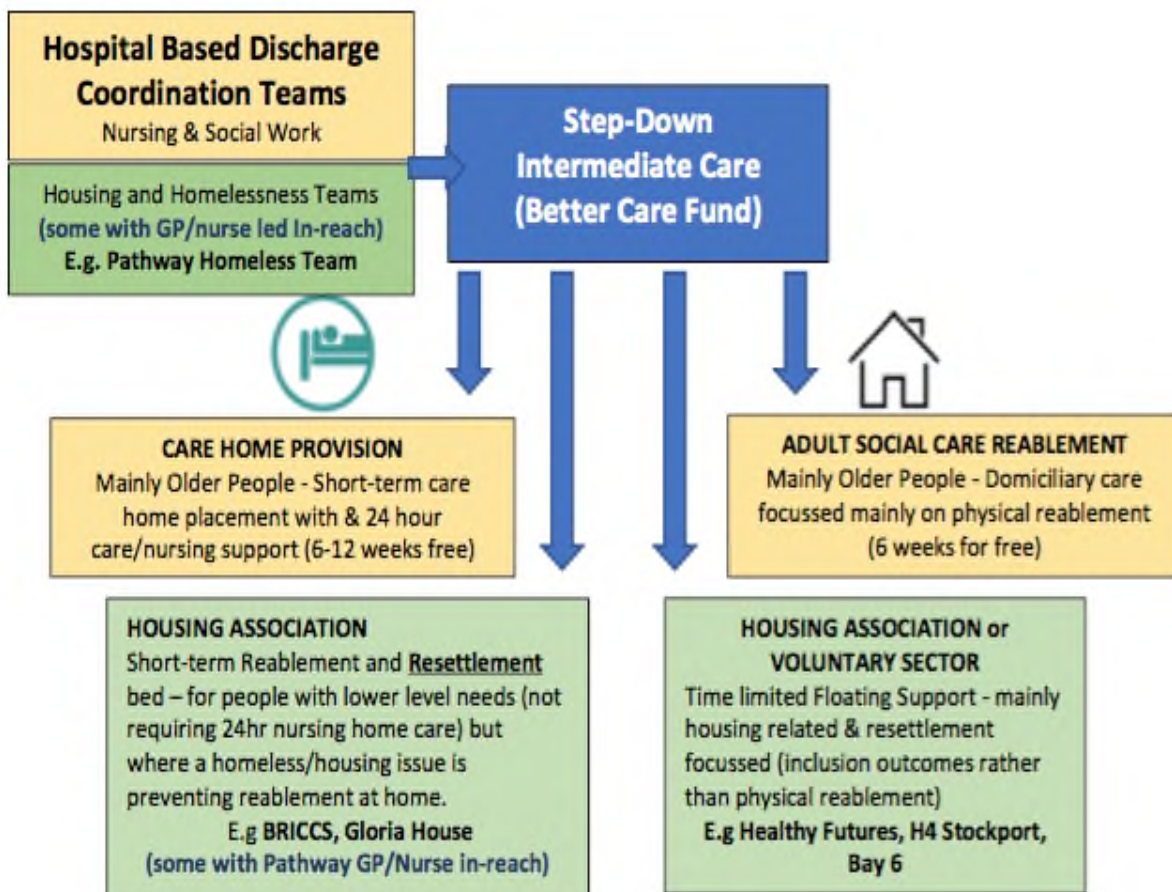 Hospital Based Discharge
Coordination Teams
Nursing & Social Work
Housing and Homelessness Teams
(some with GP/nurse led In-reach)
E.g. Pathway Homeless Team
Step-Down
Intermediate Care
(Better Care Fund)
CARE HOME PROVISION
Mainly Older People - Short-term care
home placement with & 24 hour
care/nursing support (6-12 weeks free)
ADULT SOCIAL CARE REABLEMENT
Mainly Older People - Domiciliary care
focussed mainly on physical reablement
(6 weeks for free)
HOUSING ASSOCIATION
Short-term Reablement and Resettlement
bed – for people with lower level needs (not
requiring 24hr nursing home care) but
where a homeless/housing issue is
preventing reablement at home.
E.g BRICCS, Gloria House
(some with Pathway GP/Nurse in-reach)
HOUSING ASSOCIATION or
VOLUNTARY SECTOR
Time limited Floating Support - mainly
housing related & resettlement
focussed (inclusion outcomes rather
than physical reablement)
E.g Healthy Futures, H4 Stockport,
Bay 6